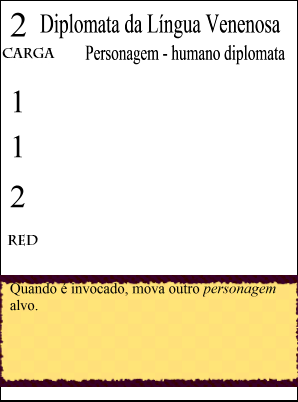 2 Diplomata da Língua Venenosa
CARGA Personagem - humano diplomata
1
1
2
RED
Quando é invocado, mova outro personagem
alvo.